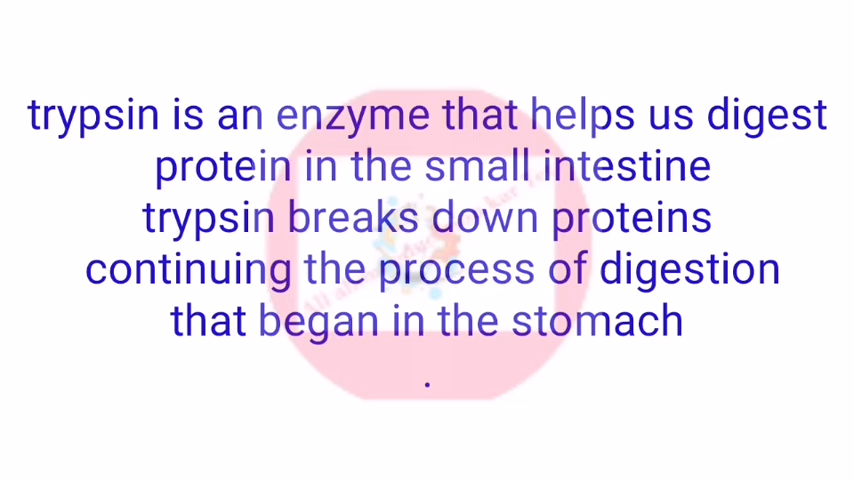 trypsin is an enzyme that helps us digest
protein in the small intestine
trypsin breaks down proteins
continuing the process of digestion
that began in the stomach
.